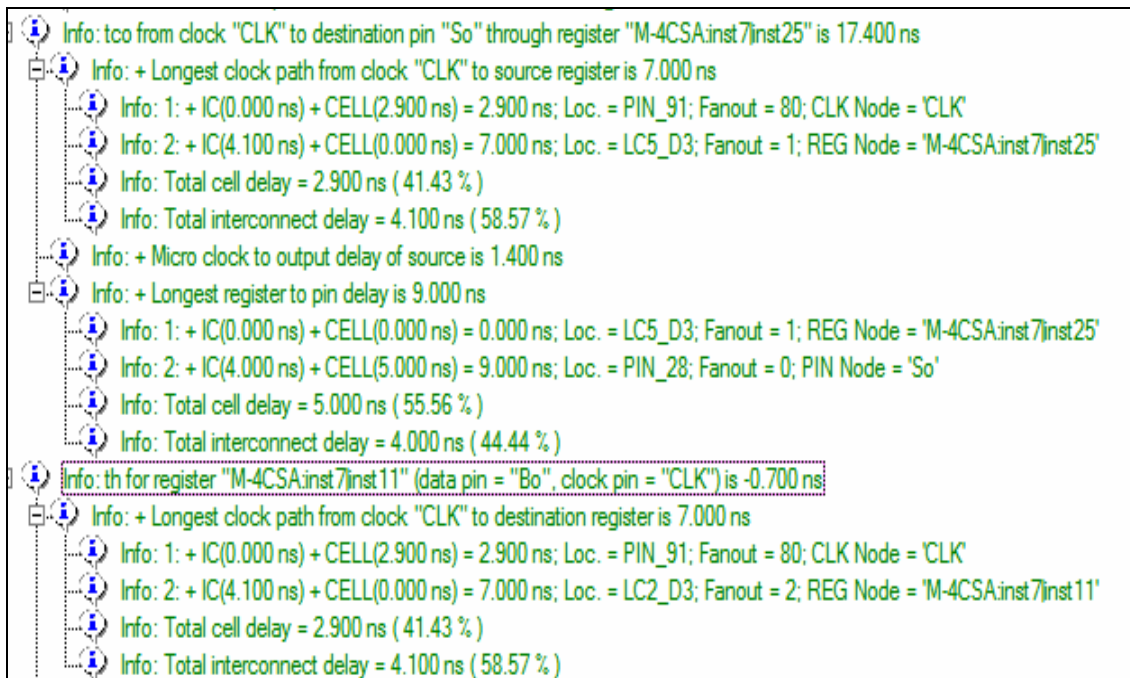 Info: tco from clock "CLK" to destination pin "So" through register "M-4CSA:inst7|inst25" is 17.400 ns
Info: + Longest clock path from clock "CLK" to source register is 7.000 ns
Info: 1: + IC(0.000 ns) + CELL(2.900 ns) = 2.900 ns; Loc. = PIN_91; Fanout = 80; CLK Node = 'CLK'
Info: 2: + IC(4.100 ns) + CELL(0.000 ns) = 7.000 ns; Loc. = LC5_D3; Fanout = 1; REG Node = 'M-4CSA:inst7|inst25'
Info: Total cell delay = 2.900 ns ( 41.43 % )
Info: Total interconnect delay = 4.100 ns ( 58.57 % )
Info: + Micro clock to output delay of source is 1.400 ns
Info: + Longest register to pin delay is 9.000 ns
Info: 1: + IC(0.000 ns) + CELL(0.000 ns) = 0.000 ns; Loc. = LC5_D3; Fanout = 1; REG Node = 'M-4CSA:inst7|inst25'
Info: 2: + IC(4.000 ns) + CELL(5.000 ns) = 9.000 ns; Loc. = PIN_28; Fanout = 0; PIN Node = 'So'
Info: Total cell delay = 5.000 ns ( 55.56 % )
Info: Total interconnect delay = 4.000 ns ( 44.44 % )
Info: th for register "M-4CSA:inst7|inst11" (data pin = "Bo", clock pin = "CLK") is -0.700 ns
Info: + Longest clock path from clock "CLK" to destination register is 7.000 ns
Info: 1: + IC(0.000 ns) + CELL(2.900 ns) = 2.900 ns; Loc. = PIN_91; Fanout = 80; CLK Node = 'CLK'
Info: 2: + IC(4.100 ns) + CELL(0.000 ns) = 7.000 ns; Loc. = LC2_D3; Fanout = 2; REG Node = 'M-4CSA:inst7|inst11'
Info: Total cell delay = 2.900 ns ( 41.43 % )
Info: Total interconnect delay = 4.100 ns ( 58.57 % )